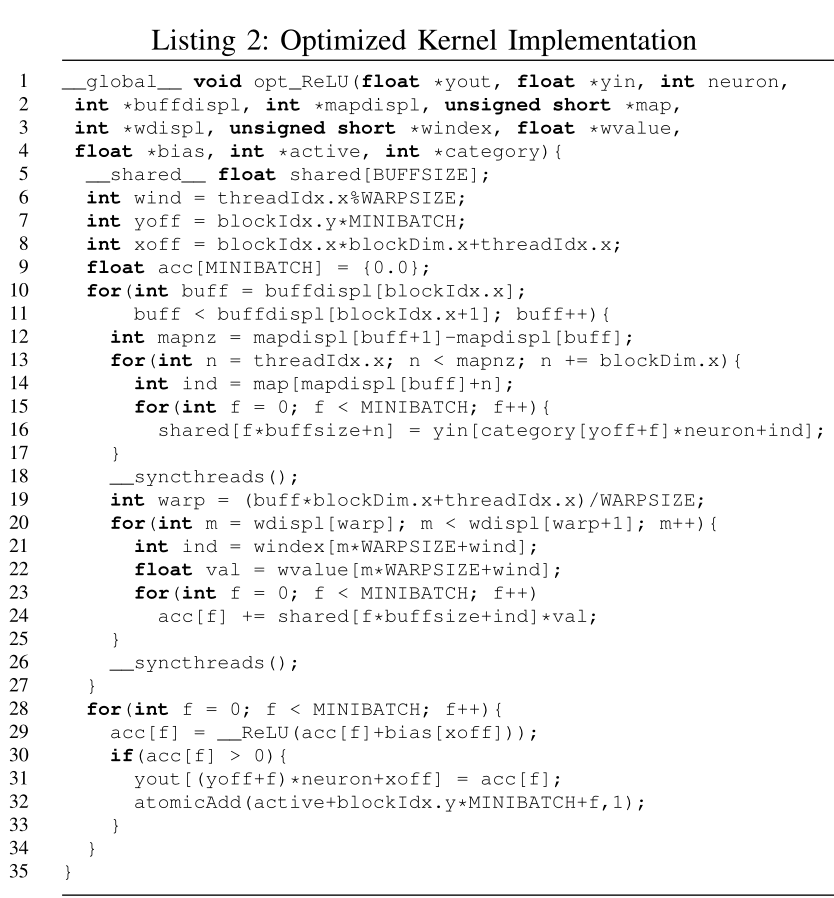 Listing 2: Optimized Kernel Implementation
1 __global__ void opt_ReLU(float *yout, float *yin, int neuron,
2 int *buffdispl, int *mapdispl, unsigned short *map,
3 int *wdispl, unsigned short *windex, float *wvalue,
4 float *bias, int *active, int *category){
5 __shared__ float shared[BUFFSIZE];
6 int wind = threadIdx.x%WARPSIZE;
7 int yoff = blockIdx.y*MINIBATCH;
8 int xoff = blockIdx.x*blockDim.x+threadIdx.x;
9 float acc[MINIBATCH] = {0.0};
10 for(int buff = buffdispl[blockIdx.x];
11 buff < buffdispl[blockIdx.x+1]; buff++){
12 int mapnz = mapdispl[buff+1]-mapdispl[buff];
13 for(int n = threadIdx.x; n < mapnz; n += blockDim.x){
14 int ind = map[mapdispl[buff]+n];
15 for(int f = 0; f < MINIBATCH; f++){
16 shared[f*buffsize+n] = yin[category[yoff+f]*neuron+ind];
17 }
18 __syncthreads();
19 int warp = (buff*blockDim.x+threadIdx.x)/WARPSIZE;
20 for(int m = wdispl[warp]; m < wdispl[warp+1]; m++){
21 int ind = windex[m*WARPSIZE+wind];
22 float val = wvalue[m*WARPSIZE+wind];
23 for(int f = 0; f < MINIBATCH; f++)
24 acc[f] += shared[f*buffsize+ind]*val;
25 }
26 __syncthreads();
27 }
28 for(int f = 0; f < MINIBATCH; f++){
29 acc[f] = __ReLU(acc[f]+bias[xoff]));
30 if(acc[f] > 0){
31 yout[(yoff+f)*neuron+xoff] = acc[f];
32 atomicAdd(active+blockIdx.y*MINIBATCH+f,1);
33 }
34 }
35 }